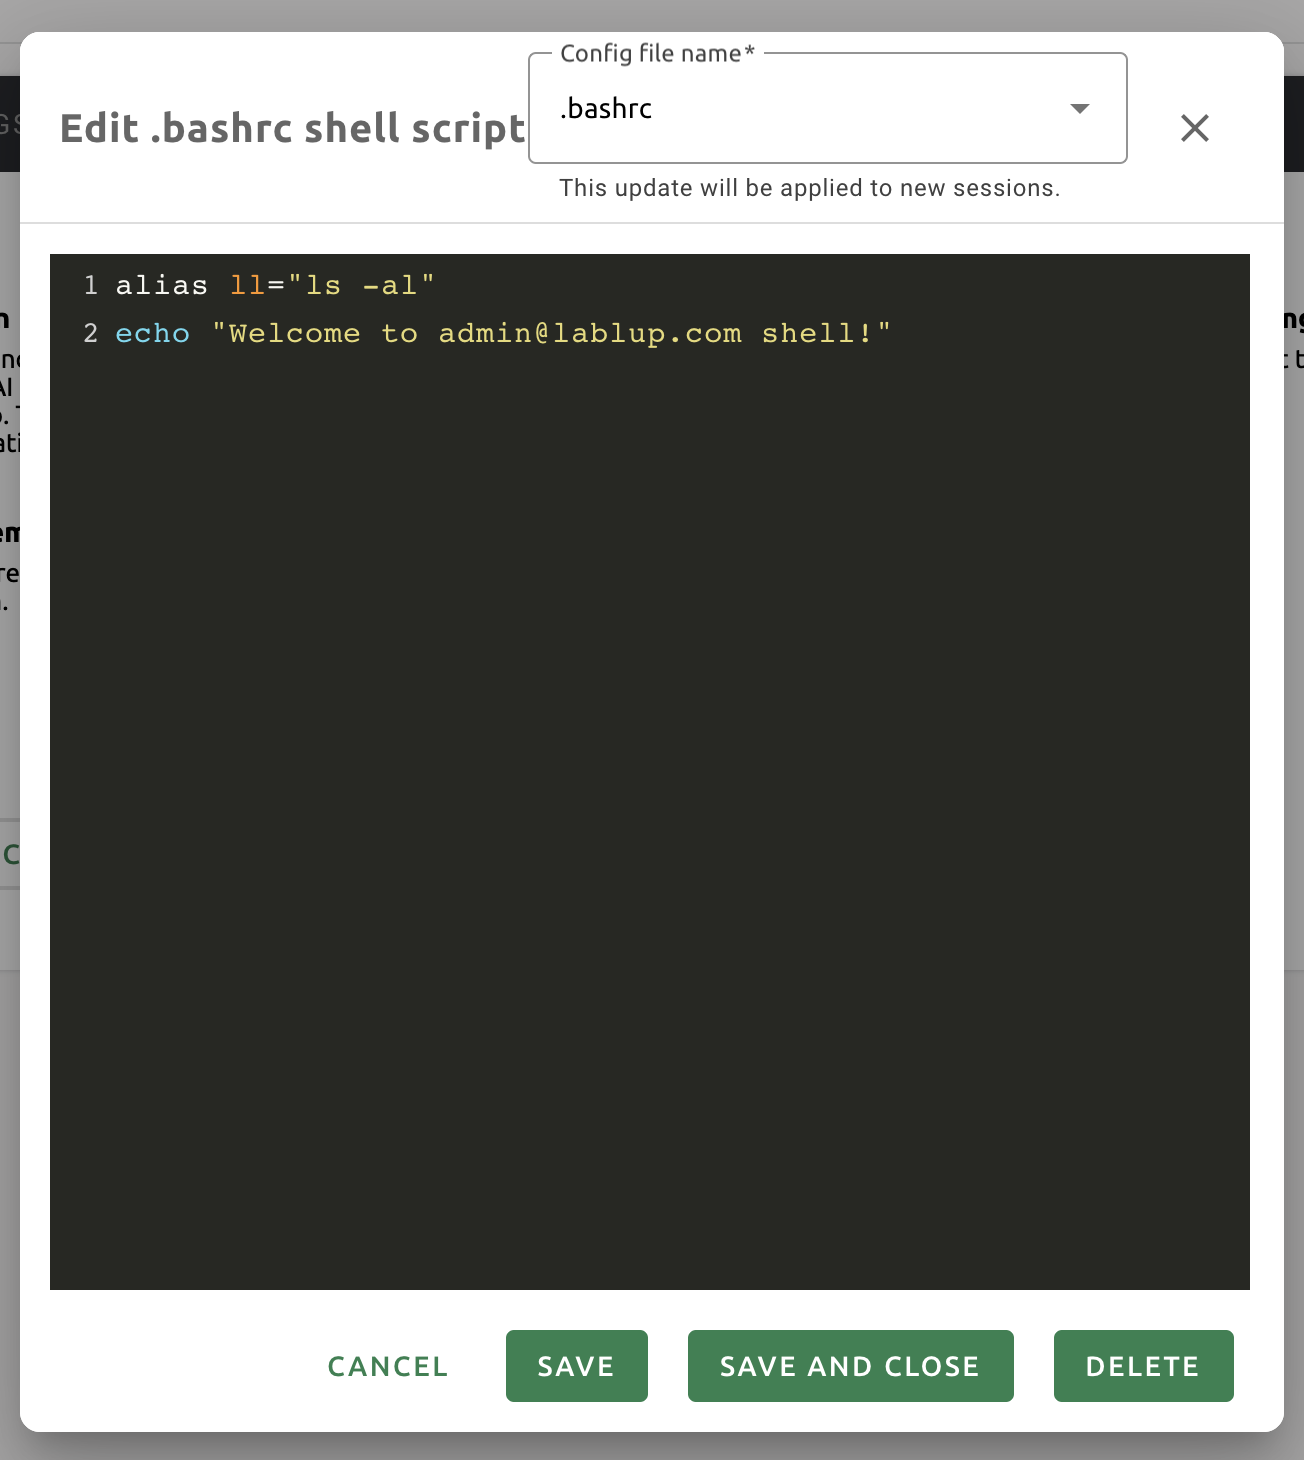 Config file name*
Edit .bashrc shell script
.bashrc
This update will be applied to new sessions.
1 alias ll="ls -al"
2 echo "Welcome to admin@lablup.com shell!"
CANCEL
SAVE
SAVE AND CLOSE
DELETE